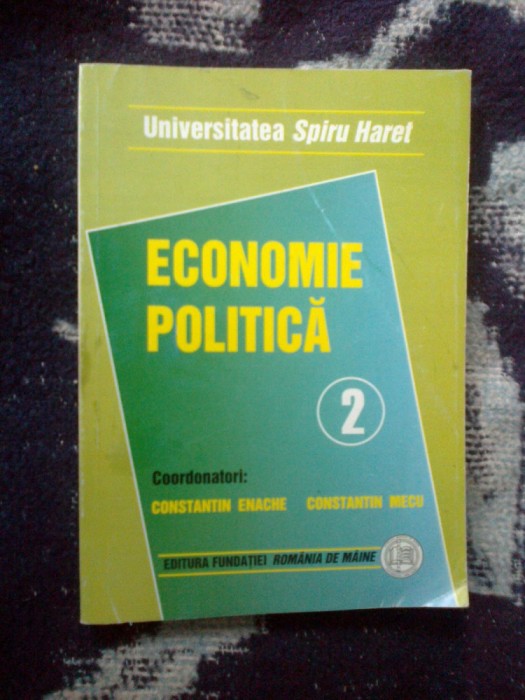 Universitatea Spiru Haret
ECONOMIE
POLITICĂ
2
Coordonatori:
CONSTANTIN ENACHE CONSTANTIN MECU
EDITURA FUNDAȚIEI ROMÂNIA DE MÂINE